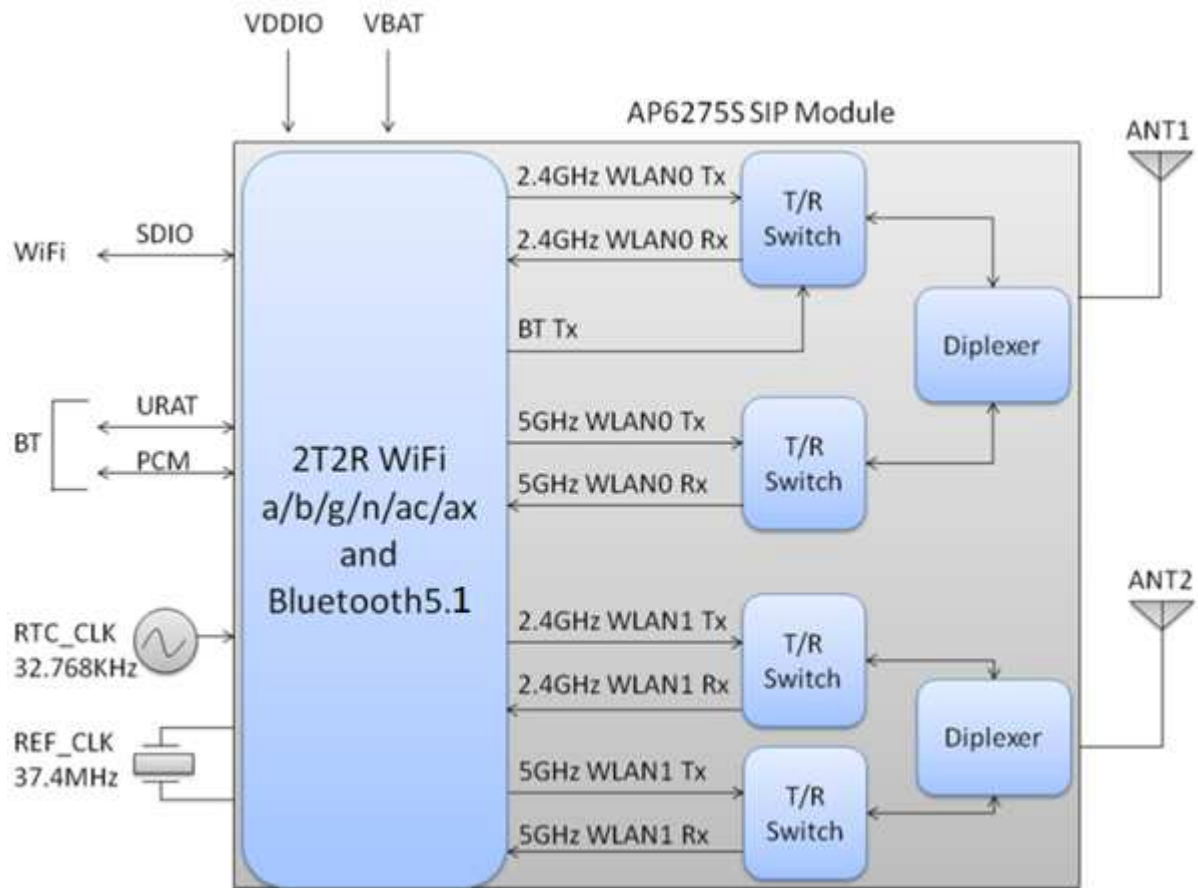 VDDIO
VBAT
AP6275S SIP Module
ANT1
WiFi
SDIO
2.4GHz WLAN0 Tx
2.4GHz WLAN0 Rx
BT Tx
T/R
Switch
Diplexer
BT
URAT
PCM
2T2R WiFi
a/b/g/n/ac/ax
and
Bluetooth5.1
5GHz WLAN0 Tx
5GHz WLAN0 Rx
T/R
Switch
ANT2
RTC_CLK
32.768KHz
2.4GHz WLAN1 Tx
2.4GHz WLAN1 Rx
T/R
Switch
Diplexer
REF_CLK
37.4MHz
5GHz WLAN1 Tx
5GHz WLAN1 Rx
T/R
Switch